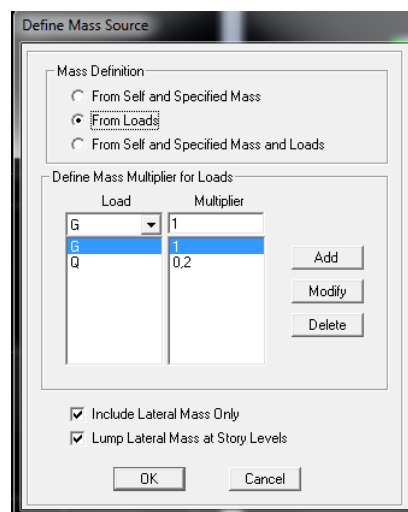 Define Mass Source
Mass Definition
From Self and Specified Mass
From Loads
From Self and Specified Mass and Loads
Define Mass Multiplier for Loads
Load Multiplier
G 1
G 1
Q 0,2
Add
Modify
Delete
Include Lateral Mass Only
Lump Lateral Mass at Story Levels
OK Cancel